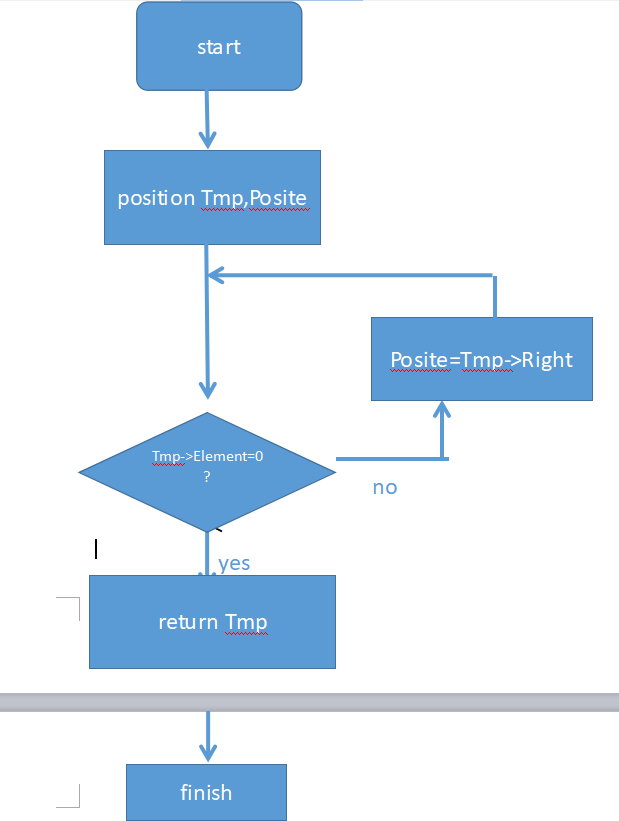 start
position Tmp,Posite
Posite=Tmp->Right
Tmp->Element=0
?
no
yes
return Tmp
finish